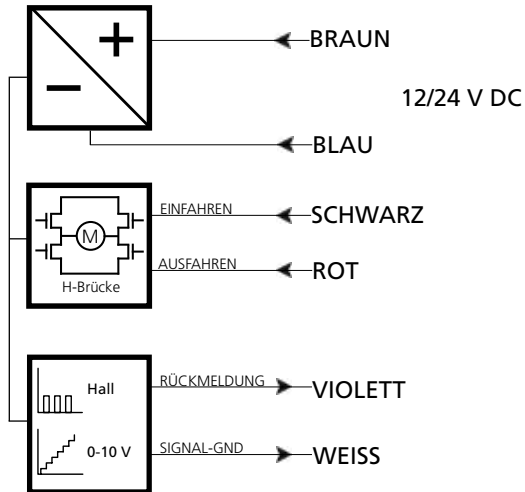 BRAUN
12/24 V DC
BLAU
EINFAHREN
SCHWARZ
M
AUSFAHREN
ROT
H-Brücke
RÜCKMELDUNG
Hall
VIOLETT
0-10 V
SIGNAL-GND
WEISS